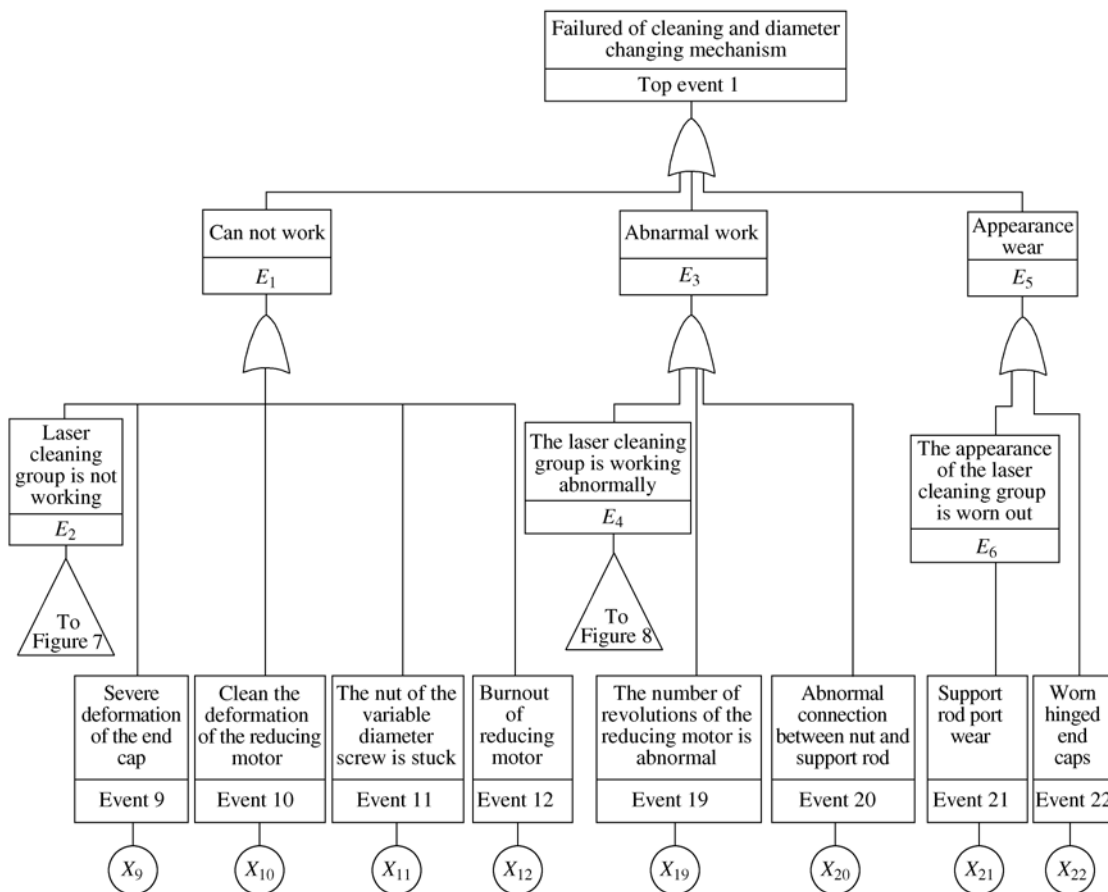 Failured of cleaning and diameter
changing mechanism
Top event 1
Can not work
E1
Abnarmal work
E3
Appearance
wear
E5
Laser
cleaning
group is not
working
E2
The laser cleaning
group is working
abnormally
E4
The appearance
of the laser
cleaning group
is worn out
E6
To
Figure 7
To
Figure 8
Severe
deformation
of the end
cap
Event 9
Clean the
deformation
of the reducing
motor
Event 10
The nut of the
variable
diameter
screw is stuck
Event 11
Burnout
of
reducing
motor
Event 12
The number of
revolutions of the
reducing motor is
abnormal
Event 19
Abnormal
connection
between nut and
support rod
Event 20
Support
rod port
wear
Event 21
Worn
hinged
end
caps
Event 22
X9
X10
X11
X12
X19
X20
X21
X22